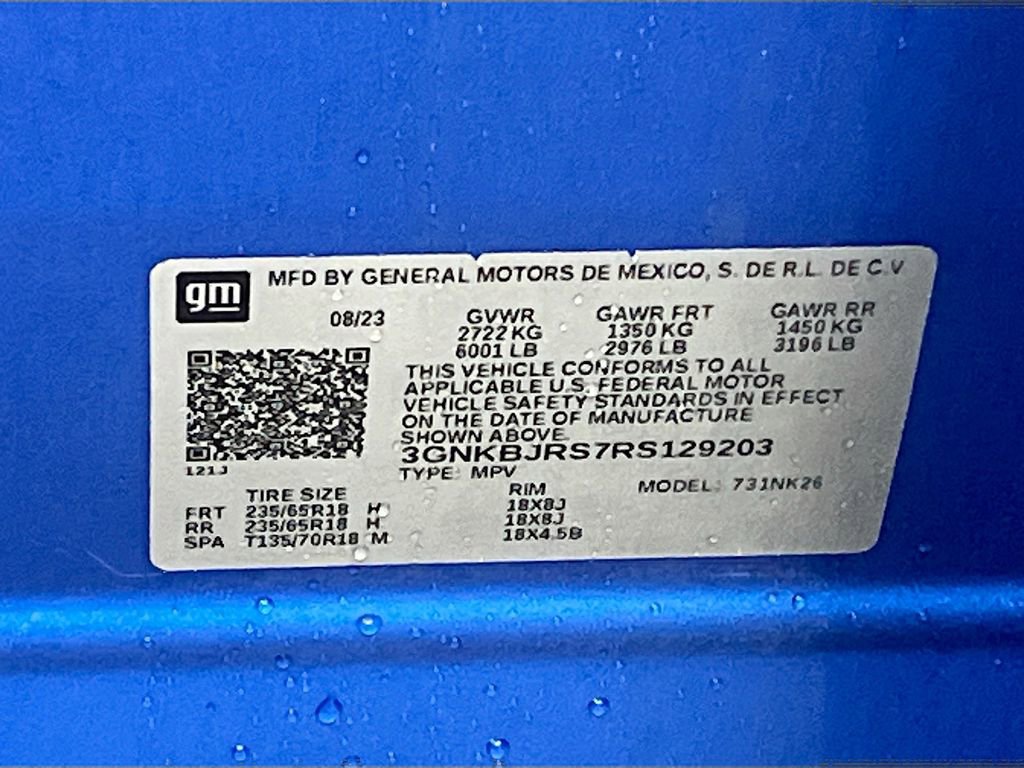 gm
MFD BY GENERAL MOTORS DE MEXICO, S. DE R.L. DE C.V
08/23
GVWR GAWR FRT GAWR RR
2722 KG 1350 KG 1450 KG
6001 LB 2976 LB 3196 LB
THIS VEHICLE CONFORMS TO ALL
APPLICABLE U.S. FEDERAL MOTOR
VEHICLE SAFETY STANDARDS IN EFFECT
ON THE DATE OF MANUFACTURE
SHOWN ABOVE.
3GNKBJRS7RS129203
121J
TYPE: MPV
MODEL: 731NK26
TIRE SIZE RIM
FRT 235/65R18 H 18X8J
RR 235/65R18 H 18X8J
SPA T135/70R18 M 18X4.5B